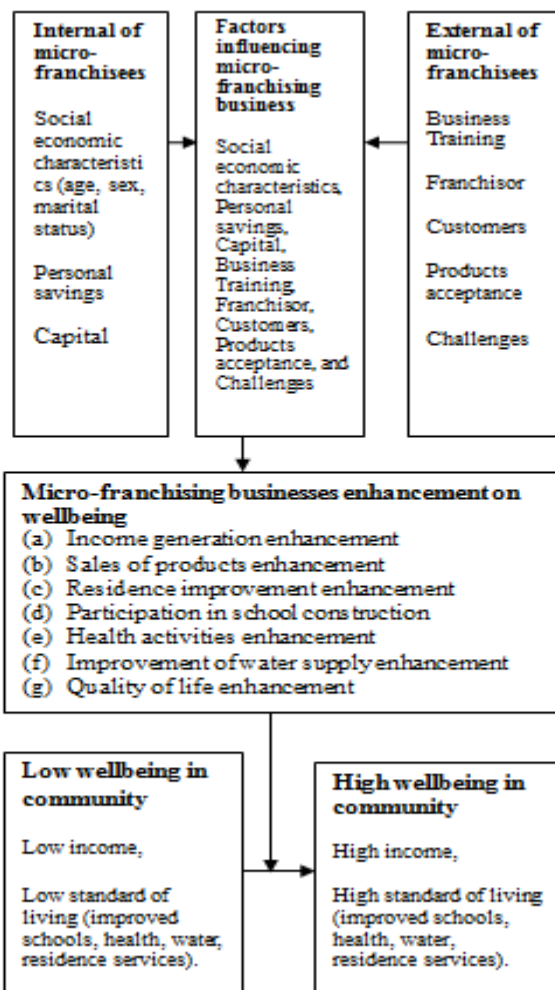 Internal of
micro-
franchisees
Social
economic
characteristi
cs (age, sex,
marital
status)
Personal
savings
Capital
Factors
influencing
micro-
franchising
business
Social
economic
characteristics,
Personal
savings,
Capital,
Business
Training,
Franchisor,
Customers,
Products
acceptance, and
Challenges
External of
micro-
franchisees
Business
Training
Franchisor
Customers
Products
acceptance
Challenges
Micro-franchising businesses enhancement on
wellbeing
(a) Income generation enhancement
(b) Sales of products enhancement
(c) Residence improvement enhancement
(d) Participation in school construction
(e) Health activities enhancement
(f) Improvement of water supply enhancement
(g) Quality of life enhancement
Low wellbeing in
community
Low income,
Low standard of
living (improved
schools, health, water,
residence services).
High wellbeing in
community
High income,
High standard of living
(improved schools,
health, water,
residence services).